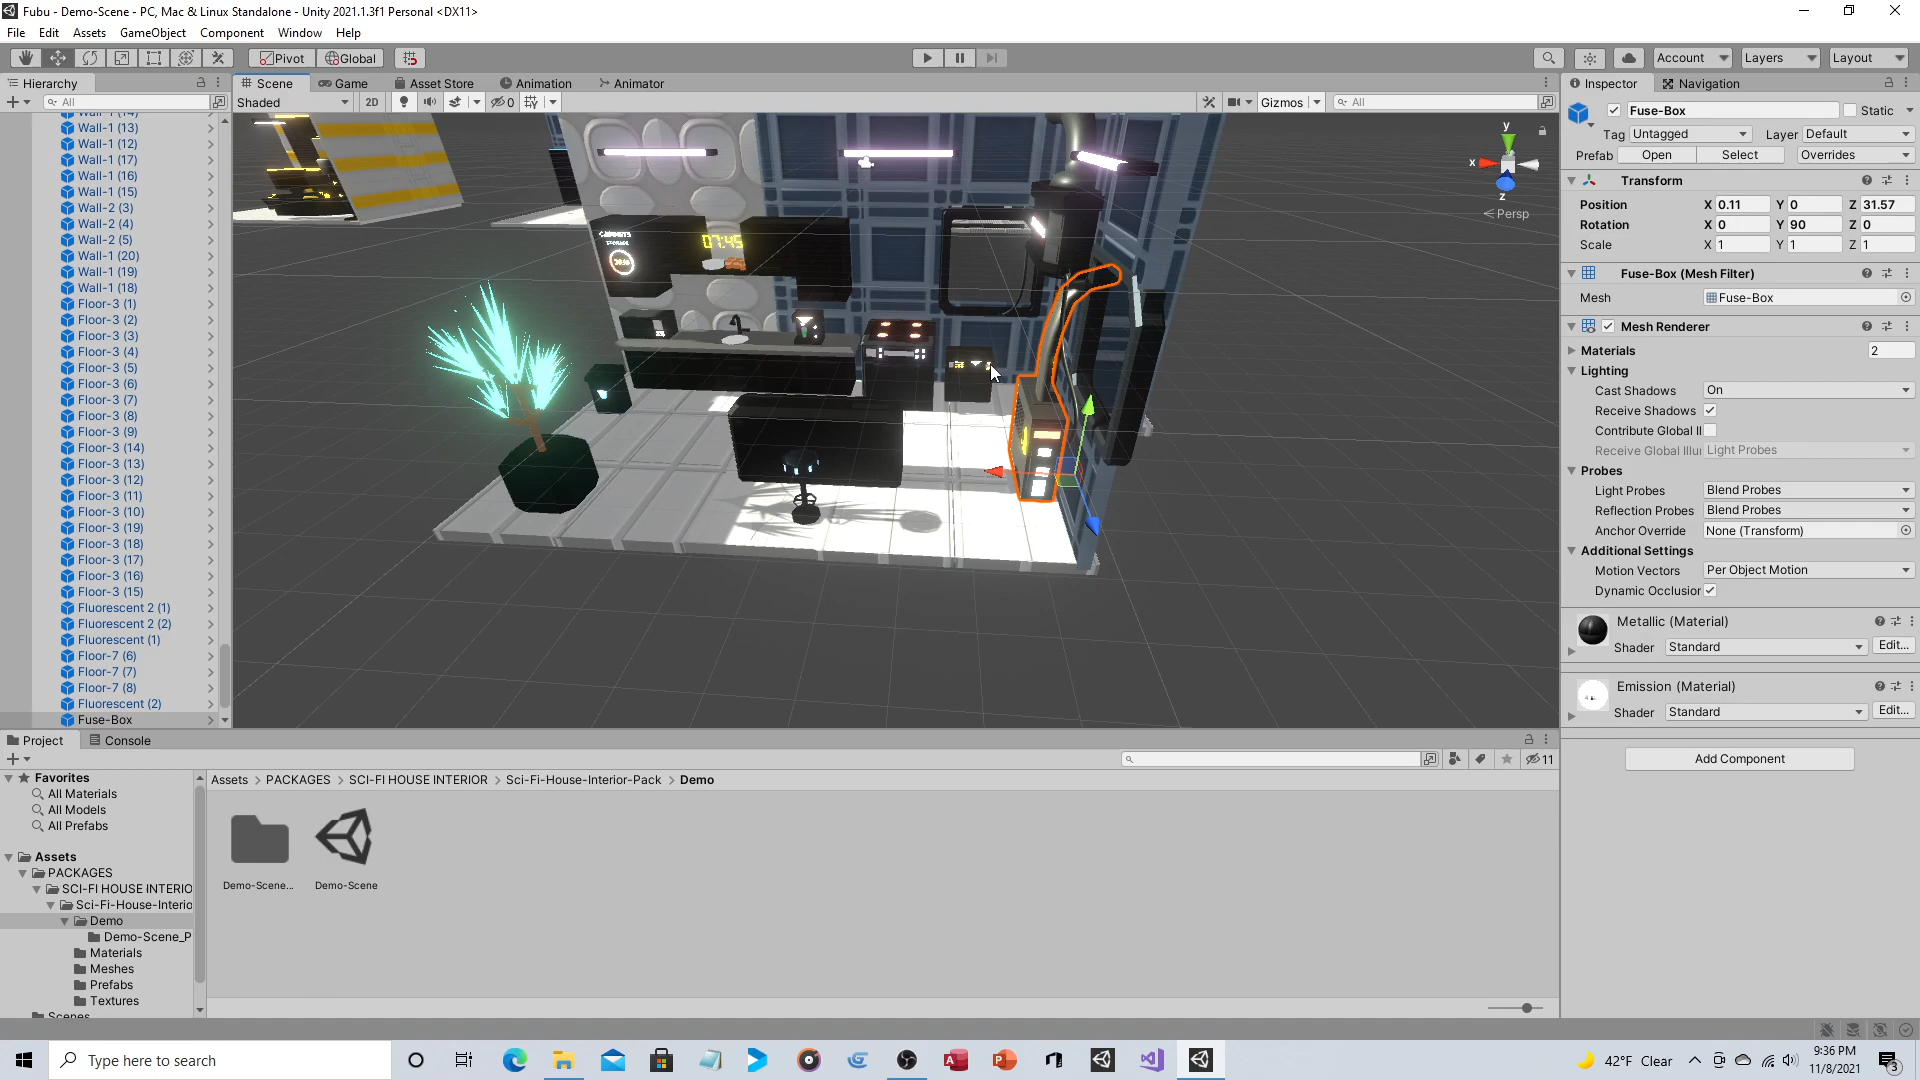 Fubu - Demo-Scene - PC, Mac & Linux Standalone - Unity 2021.1.3f1 Personal <DX11>
File Edit Assets GameObject Component Window Help
Pivot Global Account Layers Layout
Hierarchy
All
Wall-1 (14)
Wall-1 (13)
Wall-1 (12)
Wall-1 (17)
Wall-1 (16)
Wall-1 (15)
Wall-2 (3)
Wall-2 (4)
Wall-2 (5)
Wall-1 (20)
Wall-1 (19)
Wall-1 (18)
Floor-3 (1)
Floor-3 (2)
Floor-3 (3)
Floor-3 (4)
Floor-3 (5)
Floor-3 (6)
Floor-3 (7)
Floor-3 (8)
Floor-3 (9)
Floor-3 (14)
Floor-3 (13)
Floor-3 (12)
Floor-3 (11)
Floor-3 (10)
Floor-3 (19)
Floor-3 (18)
Floor-3 (17)
Floor-3 (16)
Floor-3 (15)
Fluorescent 2 (1)
Fluorescent 2 (2)
Fluorescent (1)
Floor-7 (6)
Floor-7 (7)
Floor-7 (8)
Fluorescent (2)
Fuse-Box
Scene Game Asset Store Animation Animator
Shaded 2D 0 Gizmos All
07:45
y
x
z
Persp
Inspector Navigation
Fuse-Box Static
Tag Untagged Layer Default
Prefab Open Select Overrides
Transform
Position X 0.11 Y 0 Z 31.57
Rotation X 0 Y 90 Z 0
Scale X 1 Y 1 Z 1
Fuse-Box (Mesh Filter)
Mesh Fuse-Box
Mesh Renderer
Materials 2
Lighting
Cast Shadows On
Receive Shadows
Contribute Global Il
Receive Global Illur Light Probes
Probes
Light Probes Blend Probes
Reflection Probes Blend Probes
Anchor Override None (Transform)
Additional Settings
Motion Vectors Per Object Motion
Dynamic Occlusior
Metallic (Material)
Shader Standard Edit...
Emission (Material)
Shader Standard Edit...
Add Component
Project Console
11
Favorites
All Materials
All Models
All Prefabs
Assets
PACKAGES
SCI-FI HOUSE INTERIO
Sci-Fi-House-Interio
Demo
Demo-Scene_P
Materials
Meshes
Prefabs
Textures
Scenes
Assets > PACKAGES > SCI-FI HOUSE INTERIOR > Sci-Fi-House-Interior-Pack > Demo
Demo-Scene... Demo-Scene
Type here to search
42°F Clear
9:36 PM
11/8/2021
3